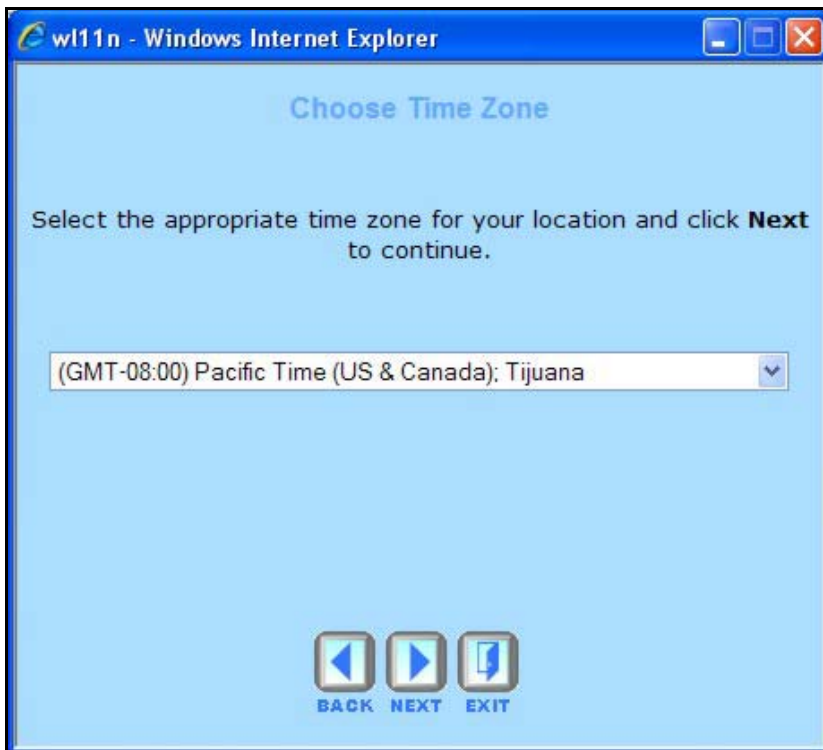 wl11n - Windows Internet Explorer
Choose Time Zone
Select the appropriate time zone for your location and click Next
to continue.
(GMT-08:00) Pacific Time (US & Canada); Tijuana
BACK NEXT EXIT